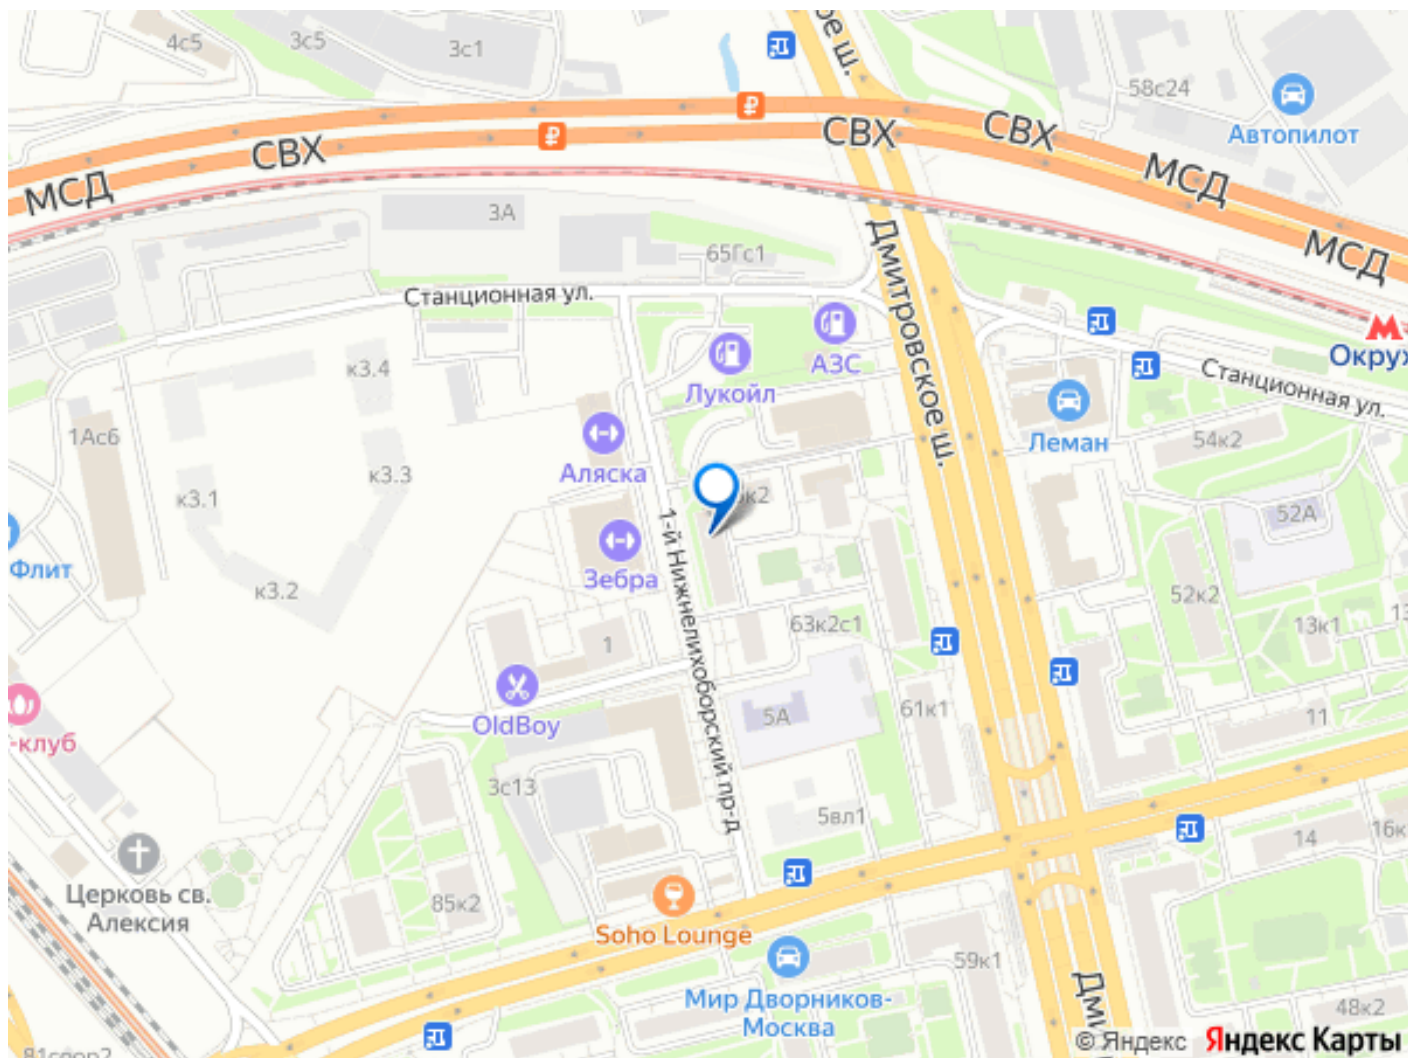 4с5
3с5
3с1
ое ш.
58с24
Автопилот
СВХ
СВХ
СВХ
МСД
МСД
МСД
3А
65Гс1
Дмитровское ш.
Станционная ул.
АЗС
Лукойл
Окруж
Станционная ул.
к3.4
1Ас6
Аляска
Леман
54к2
к3.3
к3.1
к2
52А
1-й Нижнелихоборский пр-д
Флит
Зебра
к3.2
52к2
63к2с1
13к1
1
OldBoy
5А
61к1
11
-клуб
3с13
5вл1
14
16к
Церковь св.
Алексия
85к2
Soho Lounge
59к1
Мир Дворников-
Москва
Дми
48к2
© Яндекс Яндекс Карты